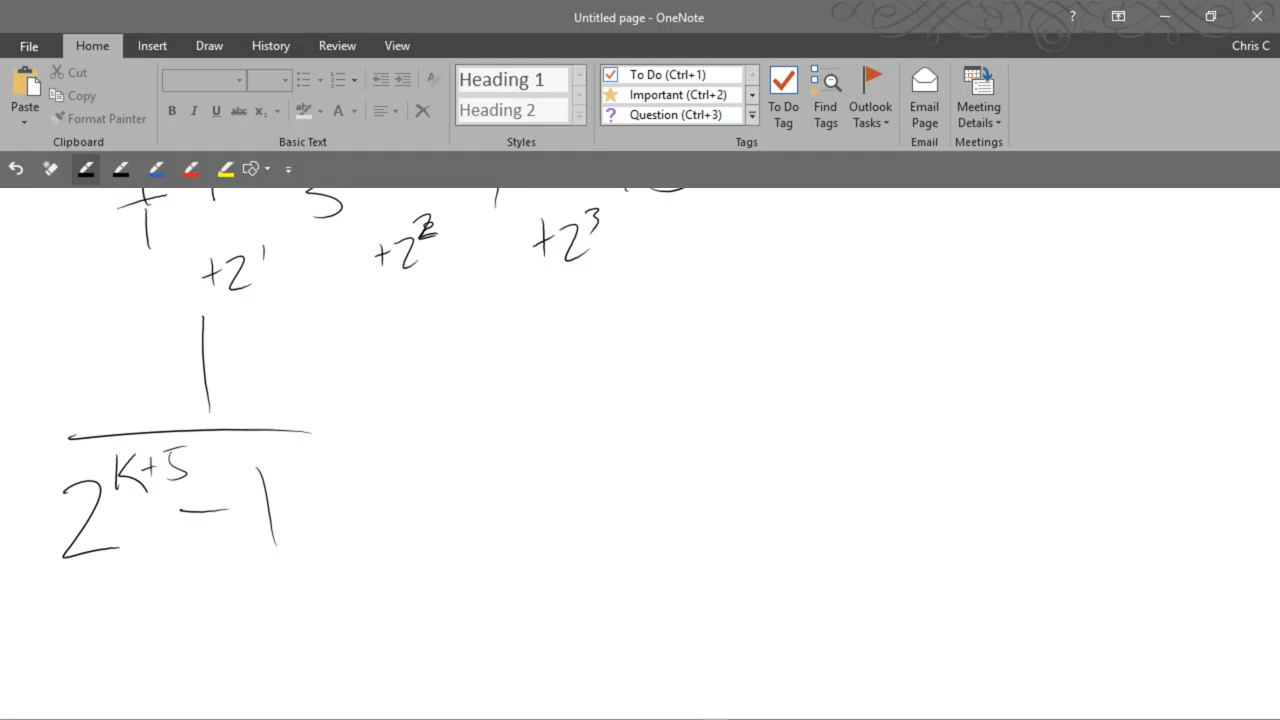 Untitled page - OneNote
?
File Home Insert Draw History Review View Chris C
Paste
Cut
Copy
Format Painter
Clipboard
B I U abc x₂ A
Basic Text
Heading 1
Heading 2
Styles
To Do (Ctrl+1)
Important (Ctrl+2)
? Question (Ctrl+3)
To Do Tag
Find Tags
Tags
Outlook Tasks
Email Page
Email
Meeting Details
Meetings
+2¹ +2² +2³
1
2^(K+5) - 1